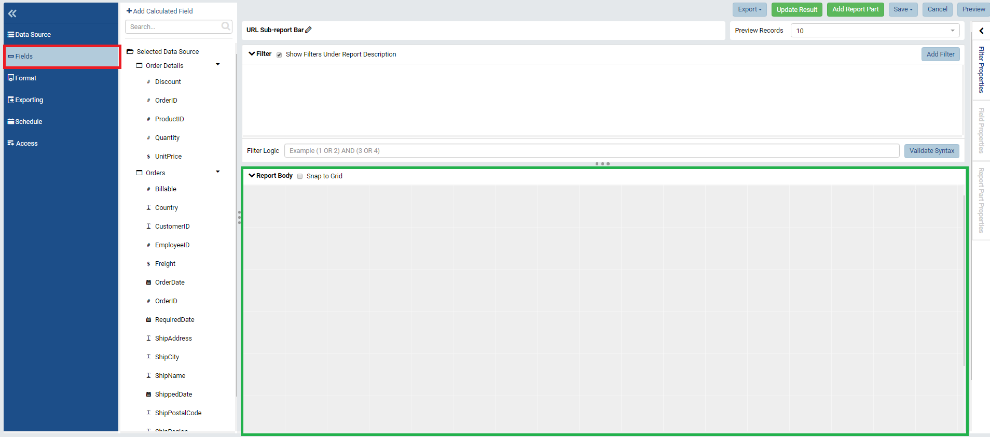 Data Source
Fields
Format
Exporting
Schedule
Access
Add Calculated Field
Search...
Selected Data Source
Order Details
# Discount
# OrderID
# ProductID
# Quantity
$ UnitPrice
Orders
# Billable
Country
CustomerID
# EmployeeID
$ Freight
OrderDate
# OrderID
RequiredDate
ShipAddress
ShipCity
ShipName
ShippedDate
ShipPostalCode
Export
Update Result
Add Report Part
Save
Cancel
Preview
URL Sub-report Bar
Preview Records 10
Filter Show Filters Under Report Description
Add Filter
Filter Logic Example (1 OR 2) AND (3 OR 4)
Validate Syntax
Report Body Snap to Grid
Filter Properties
Field Properties
Report Part Properties